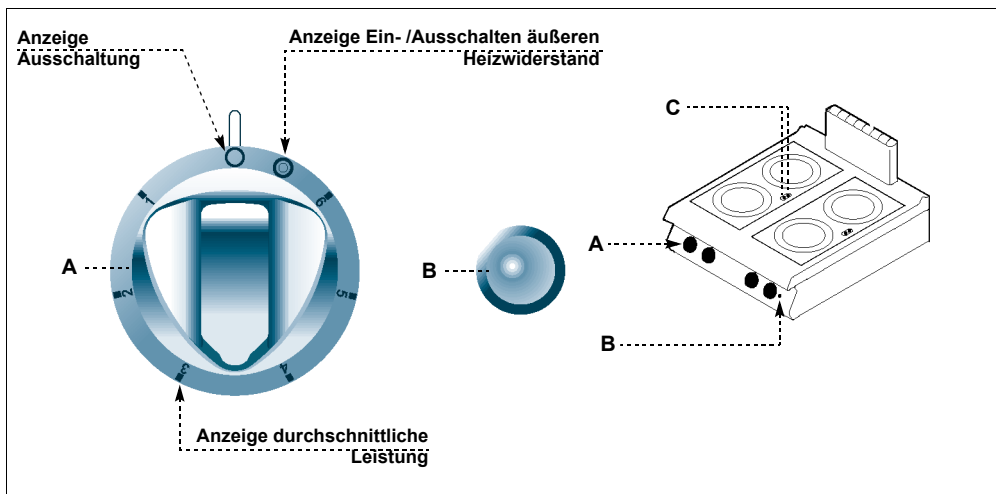 Anzeige
Ausschaltung
Anzeige Ein- /Ausschalten äußeren
Heizwiderstand
C
1
6
A
B
A
2
5
B
3
4
Anzeige durchschnittliche
Leistung